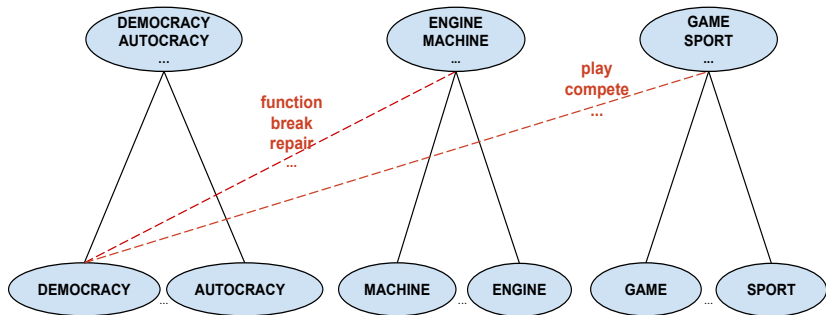 DEMOCRACY
AUTOCRACY
...
ENGINE
MACHINE
...
GAME
SPORT
...
function
break
repair
...
play
compete
...
DEMOCRACY ... AUTOCRACY
MACHINE ... ENGINE
GAME ... SPORT